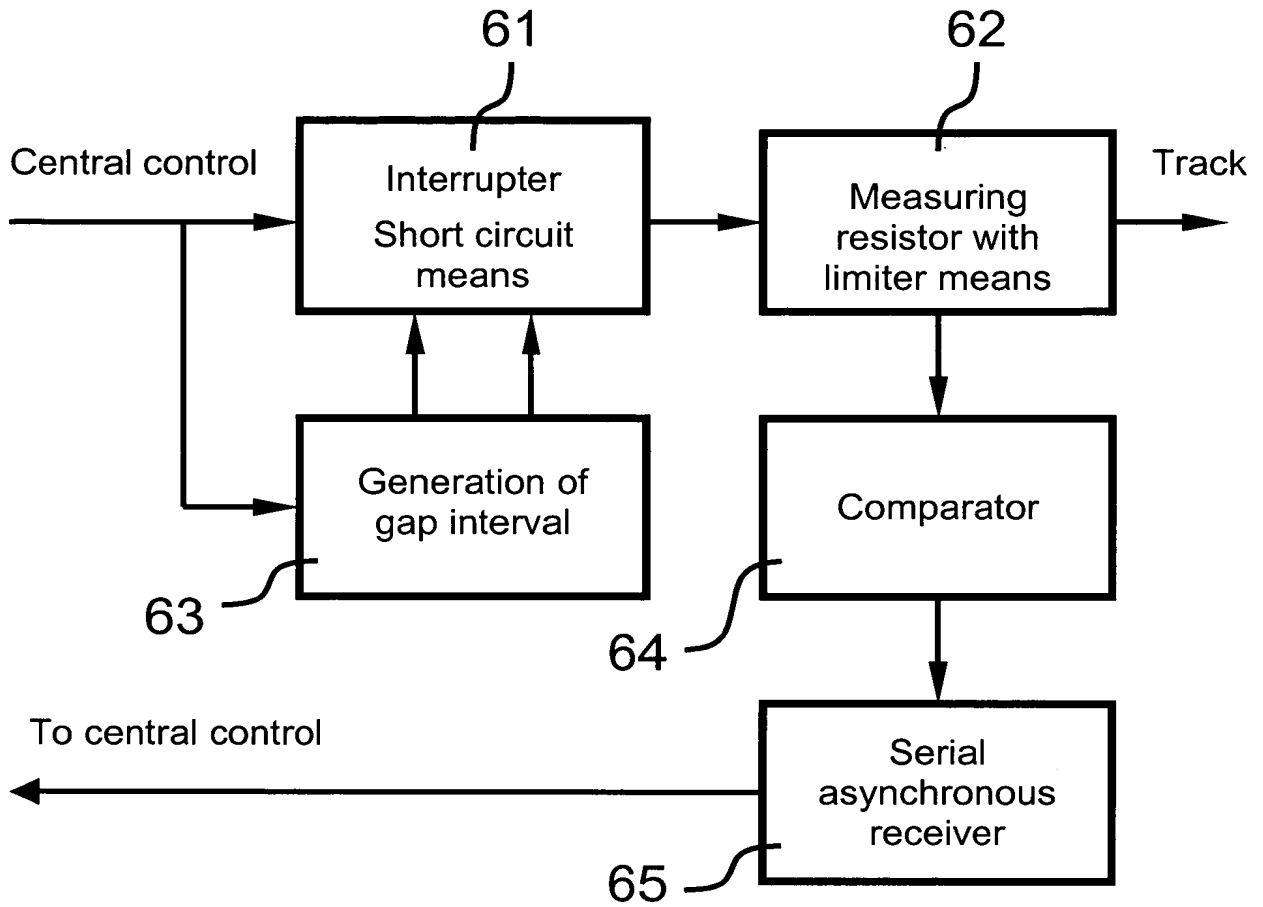 61
62
Central control
Interrupter
Short circuit
means
Measuring
resistor with
limiter means
Track
Generation of
gap interval
63
Comparator
64
To central control
Serial
asynchronous
receiver
65